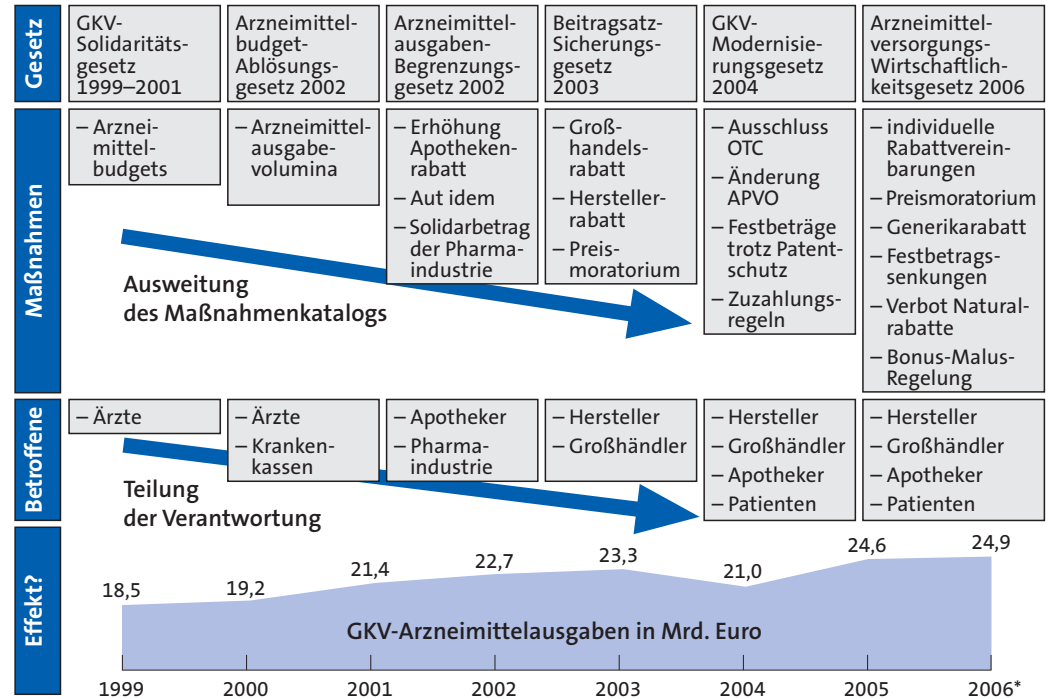 Gesetz
GKV-
Solidaritäts-
gesetz
1999–2001
Arzneimittel-
budget-
Ablösungs-
gesetz 2002
Arzneimittel-
ausgaben-
Begrenzungs-
gesetz 2002
Beitragsatz-
Sicherungs-
gesetz
2003
GKV-
Modernisie-
rungsgesetz
2004
Arzneimittel-
versorgungs-
Wirtschaftlich-
keitsgesetz 2006
Maßnahmen
– Arznei-
mittel-
budgets
– Arzneimittel-
ausgabe-
volumina
– Erhöhung
Apotheken-
rabatt
– Aut idem
– Solidarbetrag
der Pharma-
industrie
– Groß-
handels-
rabatt
– Hersteller-
rabatt
– Preis-
moratorium
– Ausschluss
OTC
– Änderung
APVO
– Festbeträge
trotz Patent-
schutz
– Zuzahlungs-
regeln
– individuelle
Rabattverein-
barungen
– Preismoratorium
– Generikarabatt
– Festbetrags-
senkungen
– Verbot Natural-
rabatte
– Bonus-Malus-
Regelung
Ausweitung
des Maßnahmenkatalogs
Betroffene
– Ärzte
– Ärzte
– Kranken-
kassen
– Apotheker
– Pharma-
industrie
– Hersteller
– Großhändler
– Hersteller
– Großhändler
– Apotheker
– Patienten
– Hersteller
– Großhändler
– Apotheker
– Patienten
Teilung
der Verantwortung
Effekt?
18,5
19,2
21,4
22,7
23,3
21,0
24,6
24,9
GKV-Arzneimittelausgaben in Mrd. Euro
1999
2000
2001
2002
2003
2004
2005
2006*